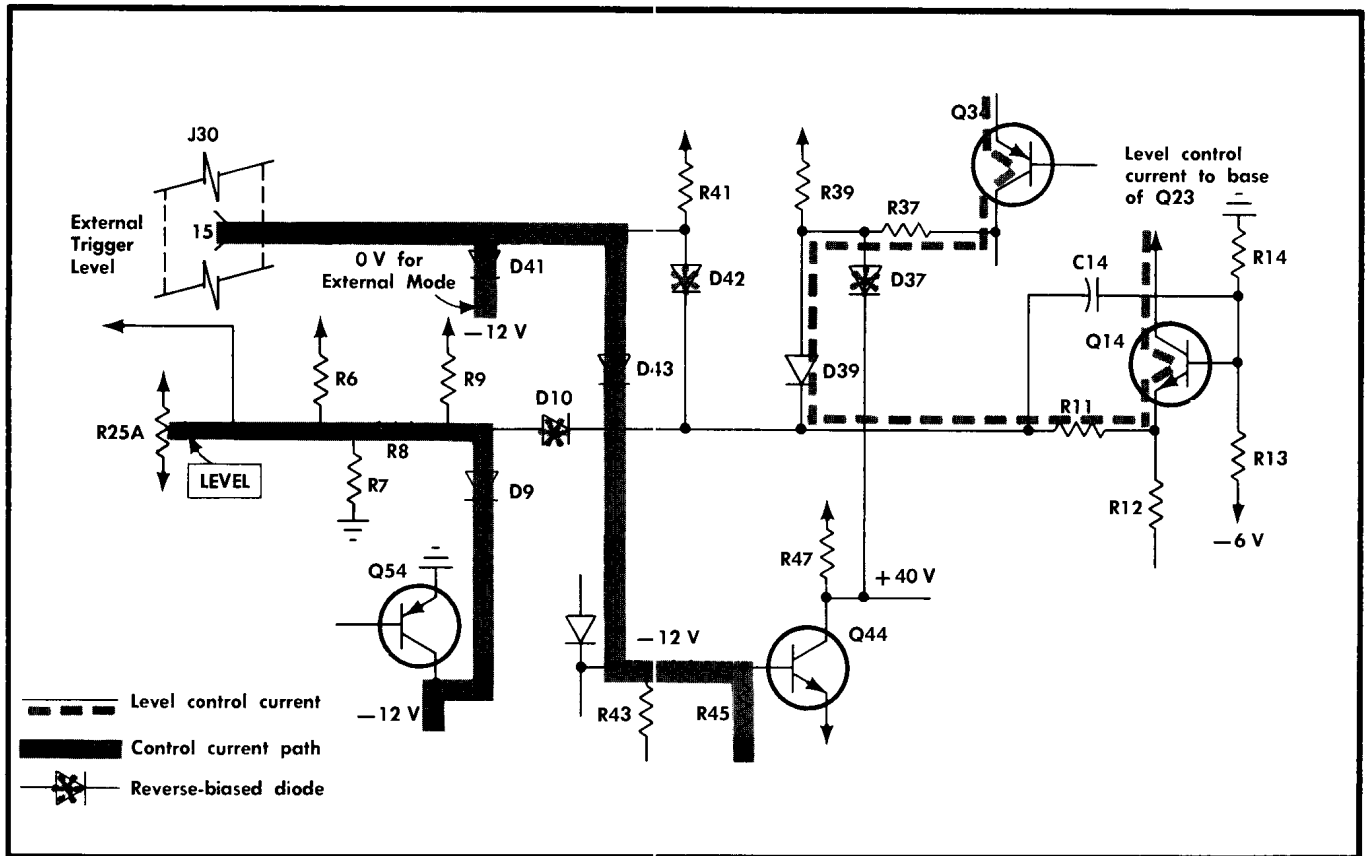 J30
External
Trigger
Level
15
0 V for
External Mode
D41
−12 V
R41
D42
Q34
R39
R37
D37
Level control
current to base
of Q23
R14
C14
Q14
D43
D39
R6
R9
D10
R11
R25A
R8
LEVEL
R7
D9
R12
R13
−6 V
Q54
R47
+40 V
−12 V
Q44
−12 V
R43
R45
Level control current
Control current path
Reverse-biased diode